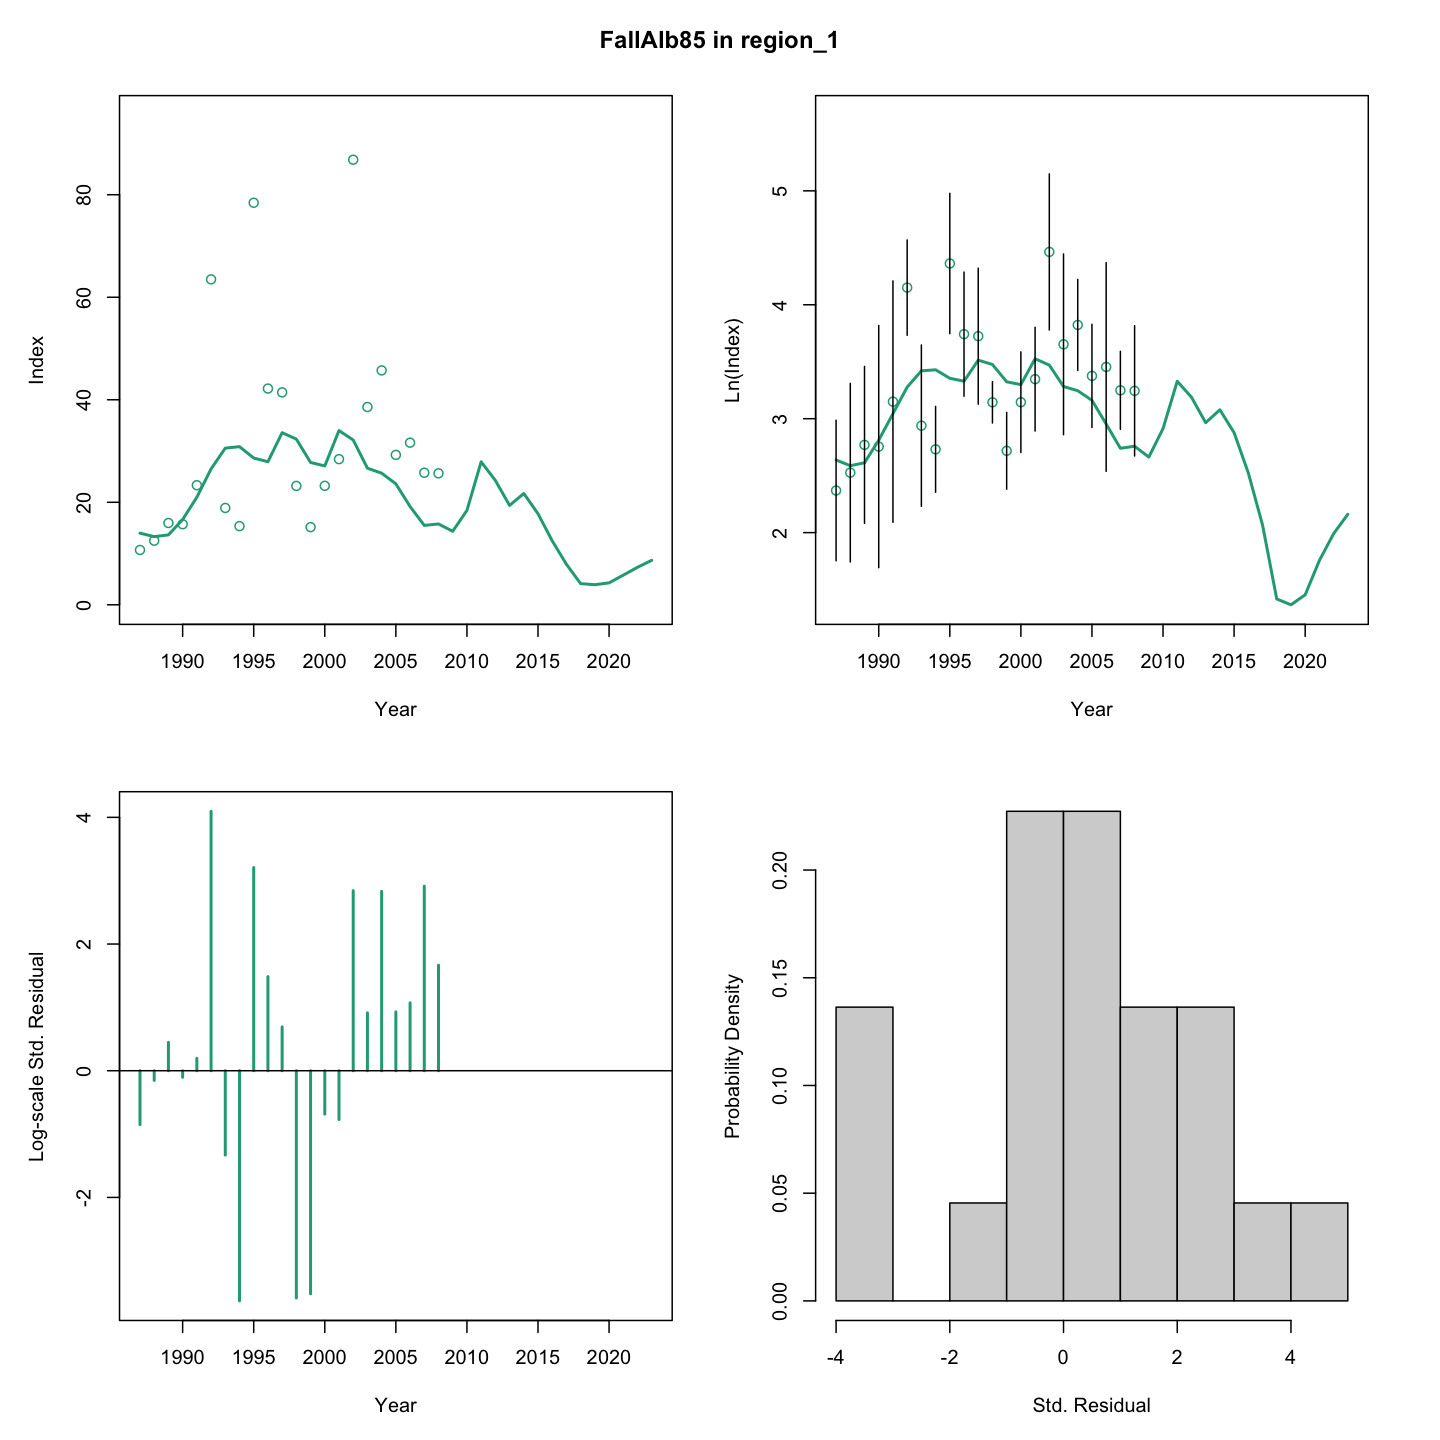 FallAlb85 in region_1
Index
0 20 40 60 80
1990 1995 2000 2005 2010 2015 2020
Year
Ln(Index)
2 3 4 5
1990 1995 2000 2005 2010 2015 2020
Year
Log-scale Std. Residual
-2 0 2 4
1990 1995 2000 2005 2010 2015 2020
Year
Probability Density
0.00 0.05 0.10 0.15 0.20
-4 -2 0 2 4
Std. Residual